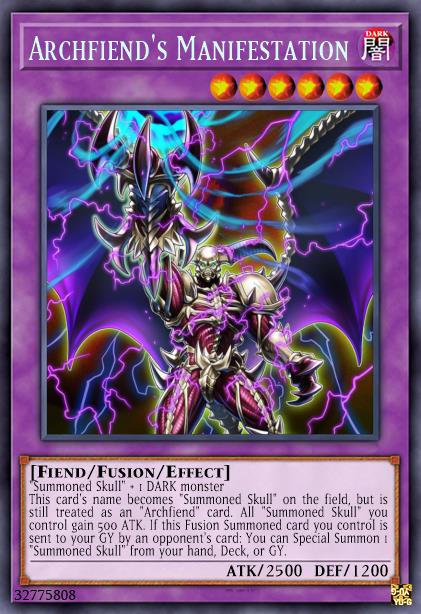 ARCHFIEND'S MANIFESTATION
DARK
闇
[FIEND/FUSION/EFFECT]
"Summoned Skull" + 1 DARK monster
This card's name becomes "Summoned Skull" on the field, but is
still treated as an "Archfiend" card. All "Summoned Skull" you
control gain 500 ATK. If this Fusion Summoned card you control is
sent to your GY by an opponent's card: You can Special Summon 1
"Summoned Skull" from your hand, Deck, or GY.
ATK/2500 DEF/1200
32775808